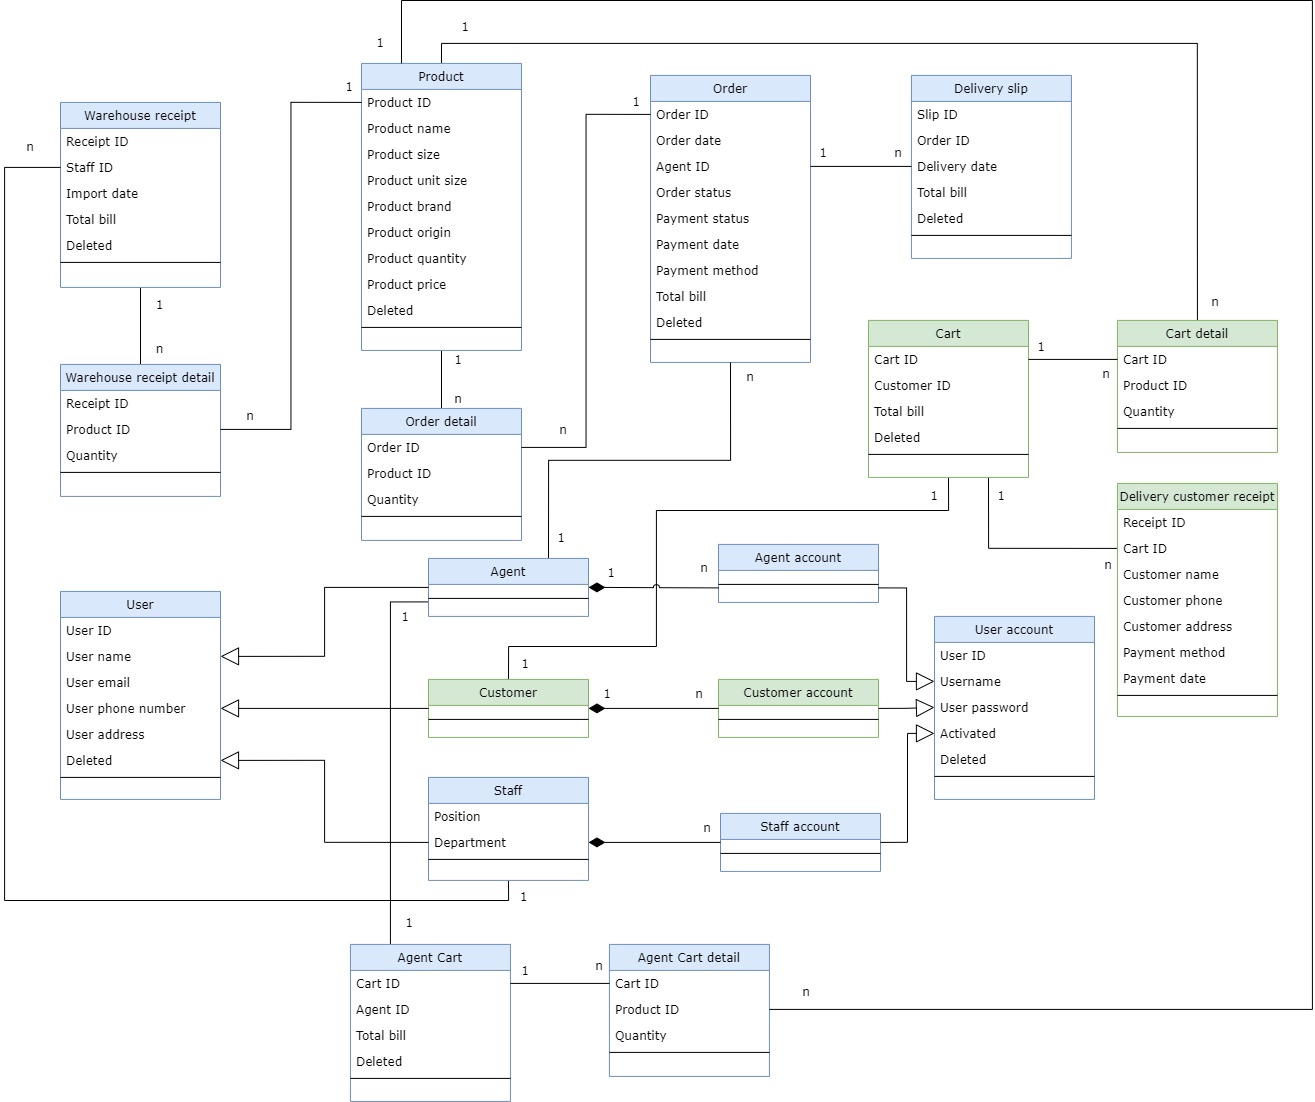 1
1
Product
Product ID
Product name
Product size
Product unit size
Product brand
Product origin
Product quantity
Product price
Deleted
1
Warehouse receipt
Receipt ID
Staff ID
Import date
Total bill
Deleted
n
1
n
Warehouse receipt detail
Receipt ID
Product ID
Quantity
n
1
n
Order detail
Order ID
Product ID
Quantity
n
1
Order
Order ID
Order date
Agent ID
Order status
Payment status
Payment date
Payment method
Total bill
Deleted
n
1
n
Delivery slip
Slip ID
Order ID
Delivery date
Total bill
Deleted
n
Cart
Cart ID
Customer ID
Total bill
Deleted
1
n
Cart detail
Cart ID
Product ID
Quantity
1
1
n
Delivery customer receipt
Receipt ID
Cart ID
Customer name
Customer phone
Customer address
Payment method
Payment date
1
Agent
1
n
Agent account
1
User
User ID
User name
User email
User phone number
User address
Deleted
1
Customer
1
n
Customer account
User account
User ID
Username
User password
Activated
Deleted
Staff
Position
Department
n
Staff account
1
1
Agent Cart
Cart ID
Agent ID
Total bill
Deleted
1
n
Agent Cart detail
Cart ID
Product ID
Quantity
n